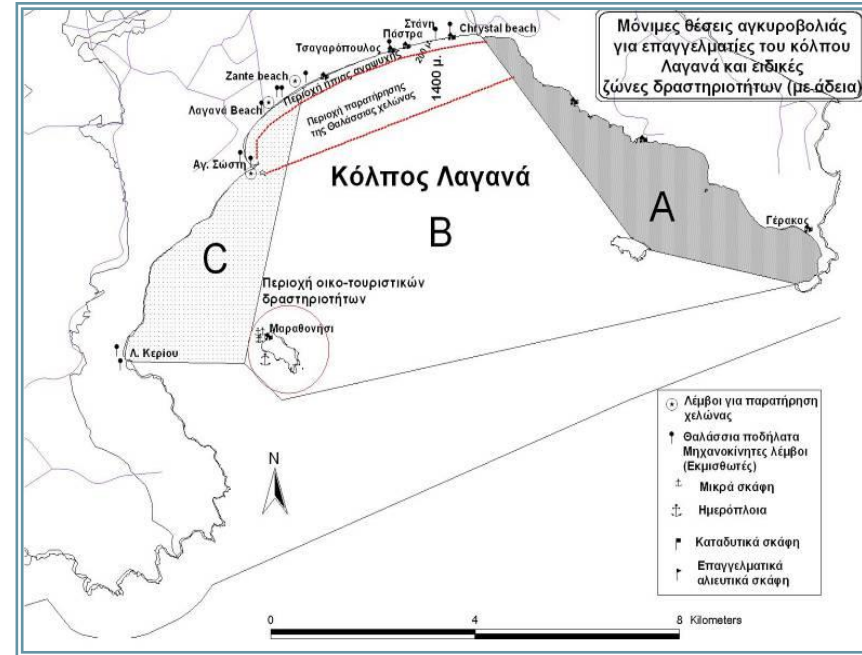 Μόνιμες θέσεις αγκυροβολιάς
για επαγγελματίες του κόλπου
Λαγανά και ειδικές
ζώνες δραστηριοτήτων (με άδεια)
Στάνη
Chrystal beach
Πάστρα
Τσαγαρόπουλος
200 μ.
Zante beach
Περιοχή ήπιας αναψυχής
1400 μ.
Λαγανά Beach
Περιοχή παρατήρησης
της Θαλάσσιας χελώνας
Αγ. Σώστη
Κόλπος Λαγανά
A
B
C
Γέρακας
Περιοχή οικο-τουριστικών
δραστηριοτήτων
Μαραθονήσι
Λ. Κερίου
N
Λέμβοι για παρατήρηση
χελώνας
Θαλάσσια ποδήλατα
Μηχανοκίνητες λέμβοι
(Εκμισθωτές)
Μικρά σκάφη
Ημερόπλοια
Καταδυτικά σκάφη
Επαγγελματικά
αλιευτικά σκάφη
0 4 8 Kilometers